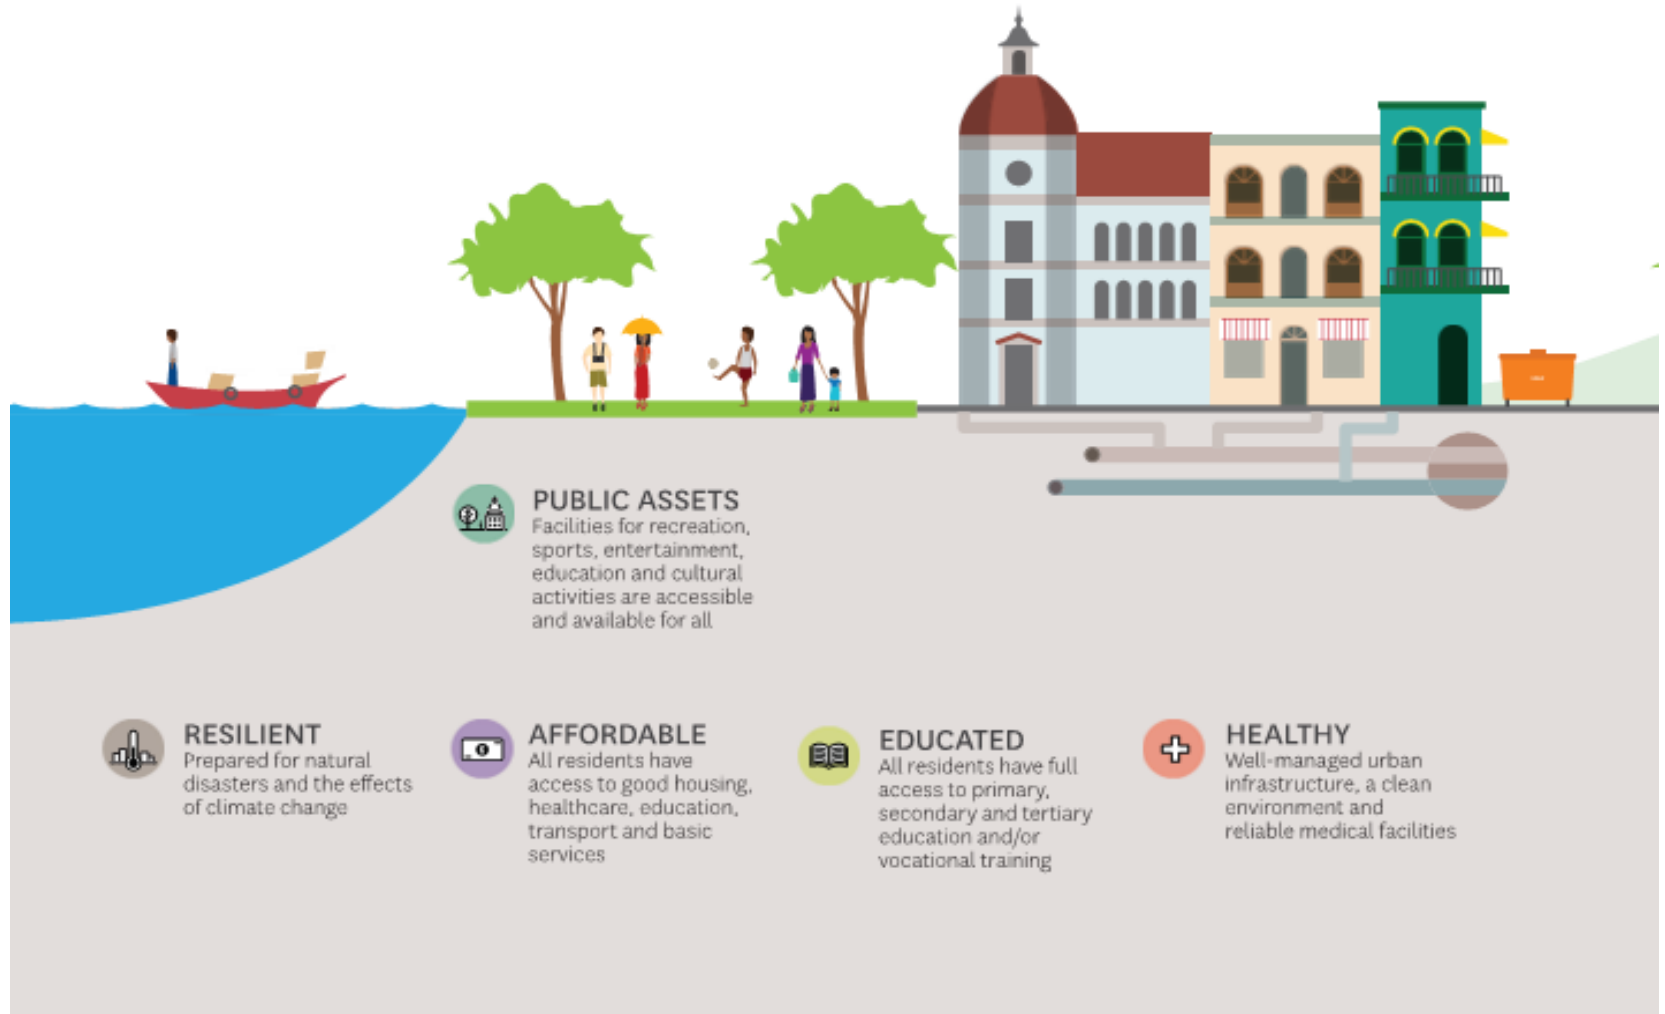 PUBLIC ASSETS
Facilities for recreation,
sports, entertainment,
education and cultural
activities are accessible
and available for all
RESILIENT
Prepared for natural
disasters and the effects
of climate change
AFFORDABLE
All residents have
access to good housing,
healthcare, education,
transport and basic
services
EDUCATED
All residents have full
access to primary,
secondary and tertiary
education and/or
vocational training
HEALTHY
Well-managed urban
infrastructure, a clean
environment and
reliable medical facilities